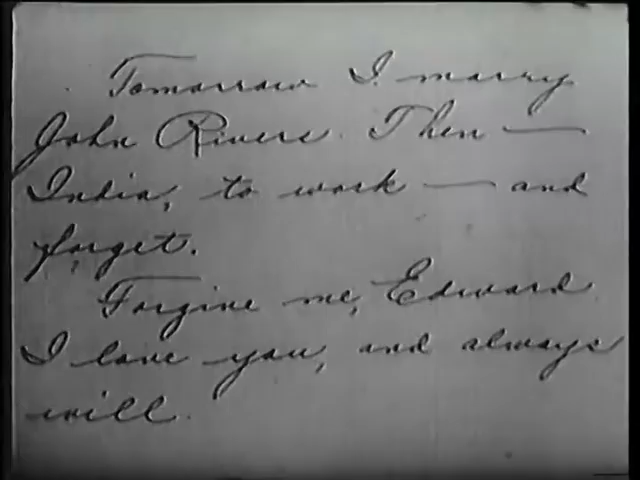 Tomorrow I marry
John Rivers. Then —
India, to work — and
forget.
Forgive me, Edward.
I love you, and always
will.